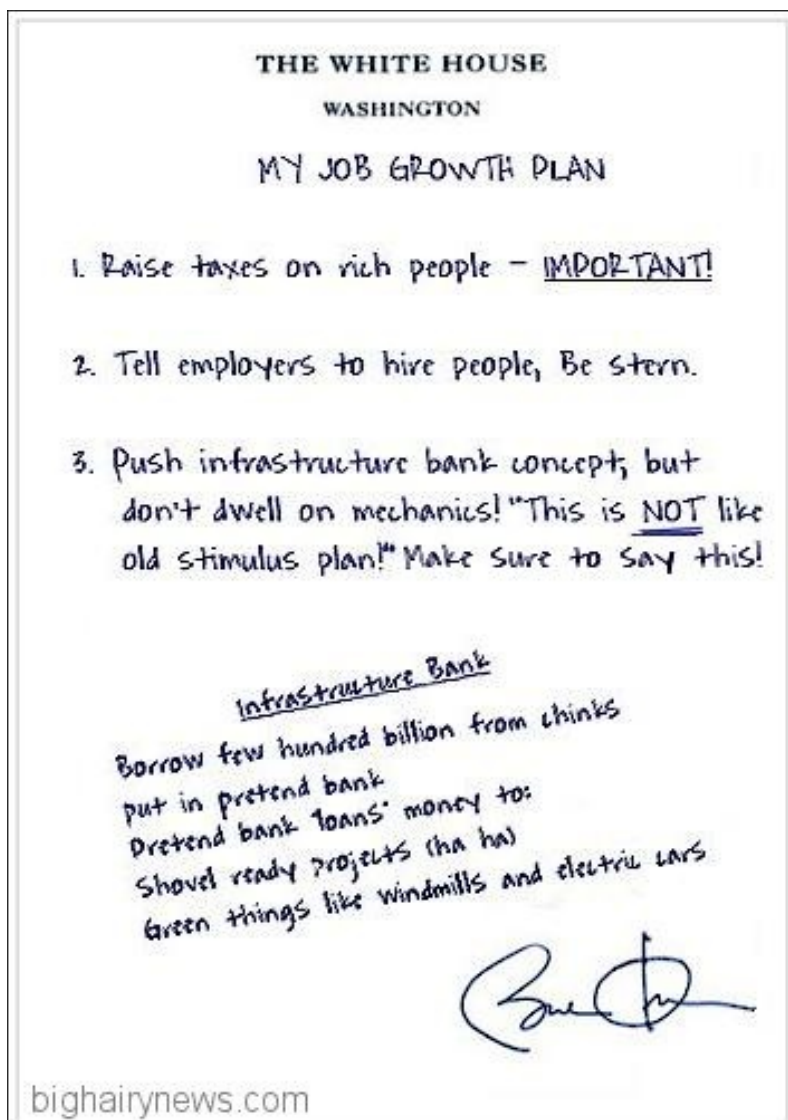 THE WHITE HOUSE
WASHINGTON
MY JOB GROWTH PLAN
1. Raise taxes on rich people - IMPORTANT!
2. Tell employers to hire people, Be stern.
3. Push infrastructure bank concept, but
don't dwell on mechanics! "This is NOT like
old stimulus plan!" Make sure to say this!
Infrastructure Bank
Borrow few hundred billion from chinks
put in pretend bank
Pretend bank "loans" money to:
Shovel ready projects (ha ha)
Green things like windmills and electric cars
bighairynews.com